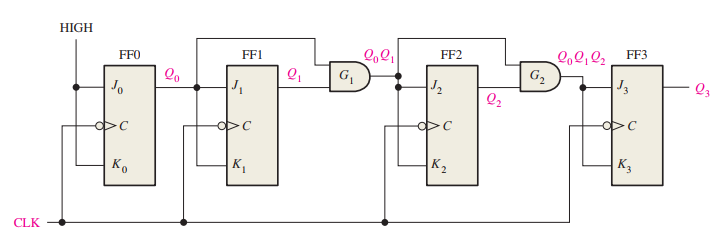 HIGH
FF0 FF1 Q₀Q₁ FF2 Q₀Q₁Q₂ FF3
Q₀ Q₁ G₁ G₂
J₀ J₁ J₂ J₃ Q₃
Q₂
C C C C
K₀ K₁ K₂ K₃
CLK